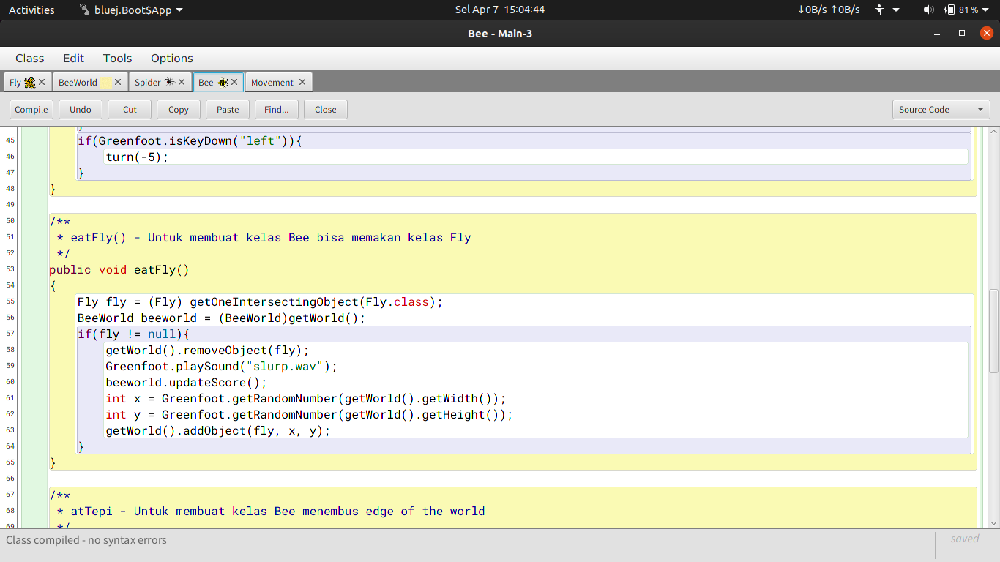 Activities bluej.Boot$App Sel Apr 7 15:04:44 ↓0B/s ↑0B/s 81%
Bee - Main-3
Class Edit Tools Options
Fly BeeWorld Spider Bee Movement
Compile Undo Cut Copy Paste Find... Close Source Code
45 if(Greenfoot.isKeyDown("left")){
46 turn(-5);
47 }
48 }
49
50 /**
51 * eatFly() - Untuk membuat kelas Bee bisa memakan kelas Fly
52 */
53 public void eatFly()
54 {
55 Fly fly = (Fly) getOneIntersectingObject(Fly.class);
56 BeeWorld beeworld = (BeeWorld)getWorld();
57 if(fly != null){
58 getWorld().removeObject(fly);
59 Greenfoot.playSound("slurp.wav");
60 beeworld.updateScore();
61 int x = Greenfoot.getRandomNumber(getWorld().getWidth());
62 int y = Greenfoot.getRandomNumber(getWorld().getHeight());
63 getWorld().addObject(fly, x, y);
64 }
65 }
66
67 /**
68 * atTepi - Untuk membuat kelas Bee menembus edge of the world
69 */
Class compiled - no syntax errors saved